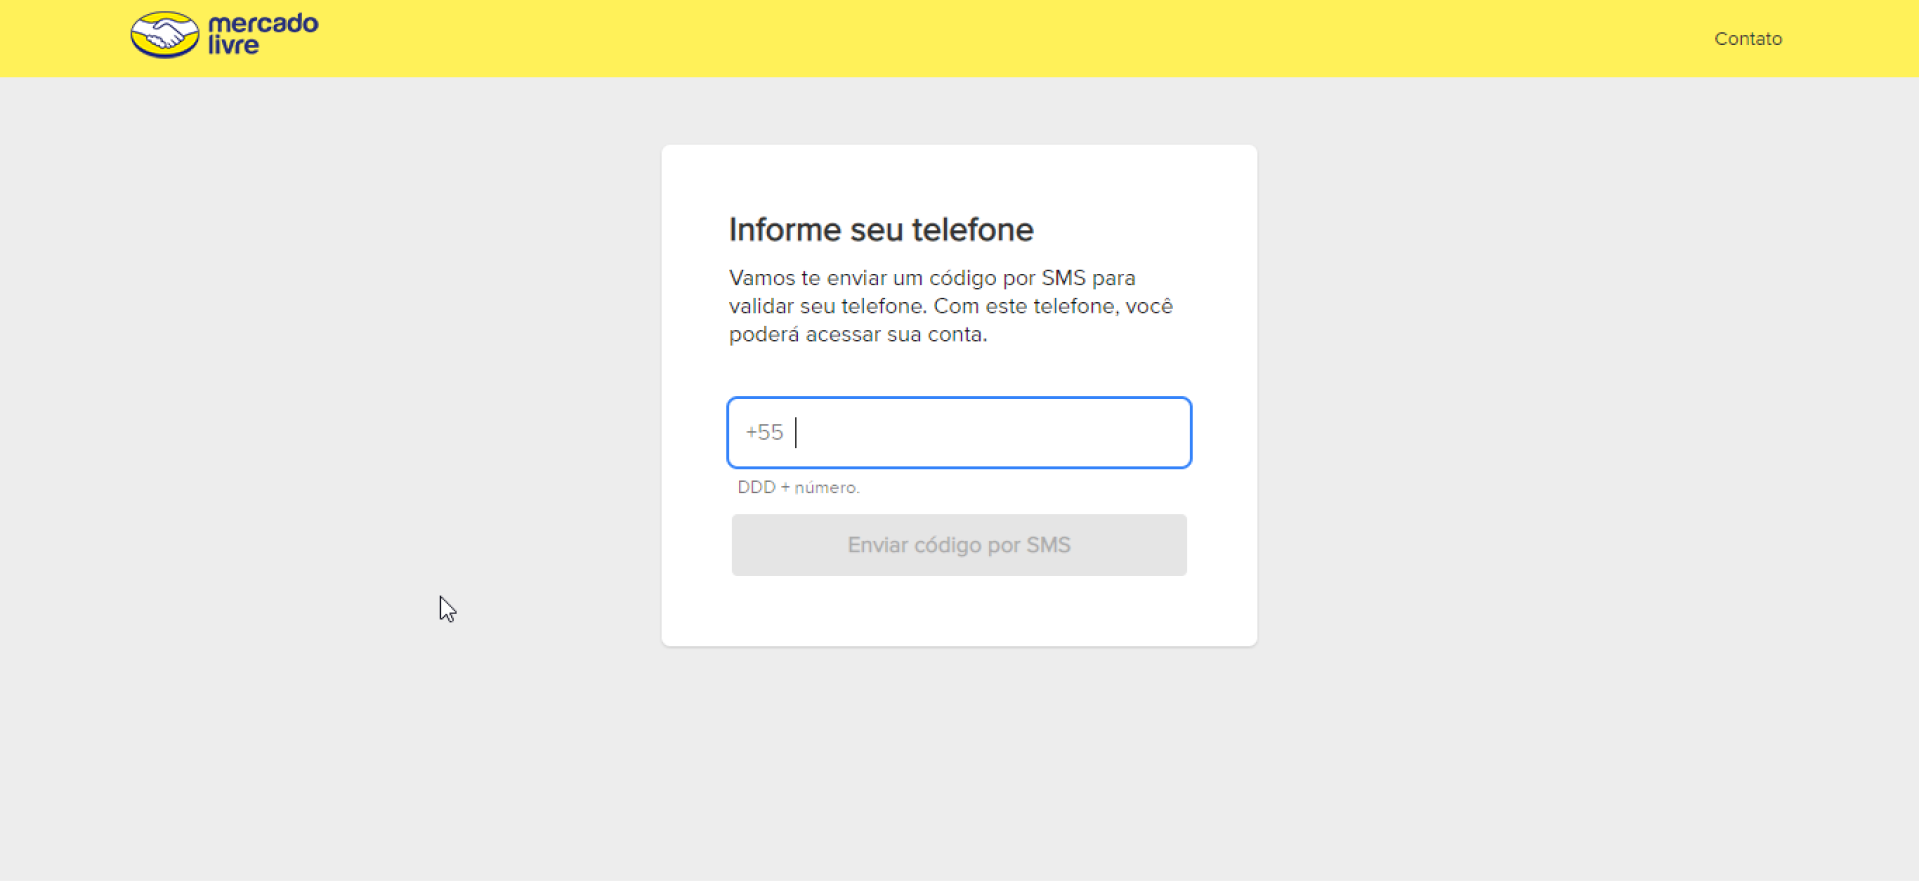 mercado
livre
Contato
Informe seu telefone
Vamos te enviar um código por SMS para
validar seu telefone. Com este telefone, você
poderá acessar sua conta.
+55
DDD + número.
Enviar código por SMS